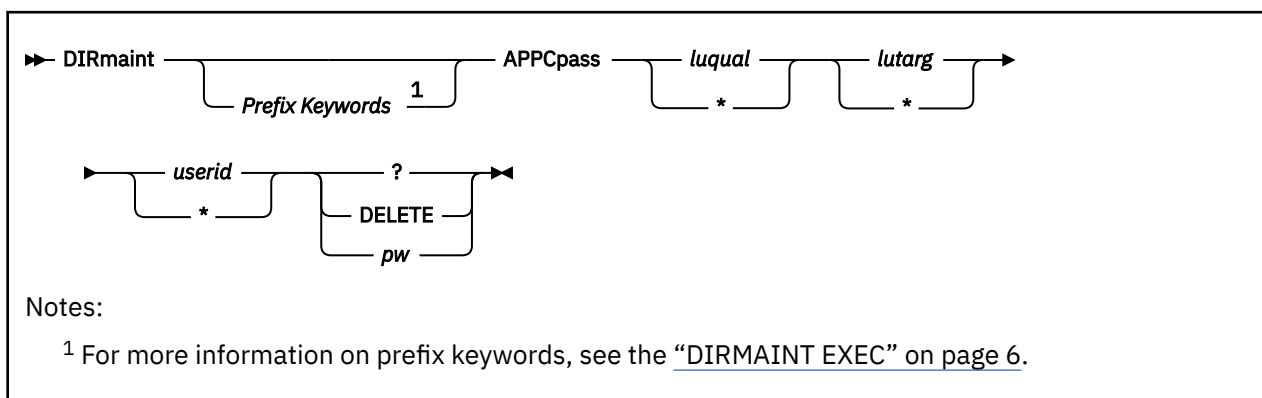 DIRmaint APPCpass luqual lutarg
Prefix Keywords 1 * *
userid ?
* DELETE
pw
Notes:
1 For more information on prefix keywords, see the “DIRMAINT EXEC” on page 6.